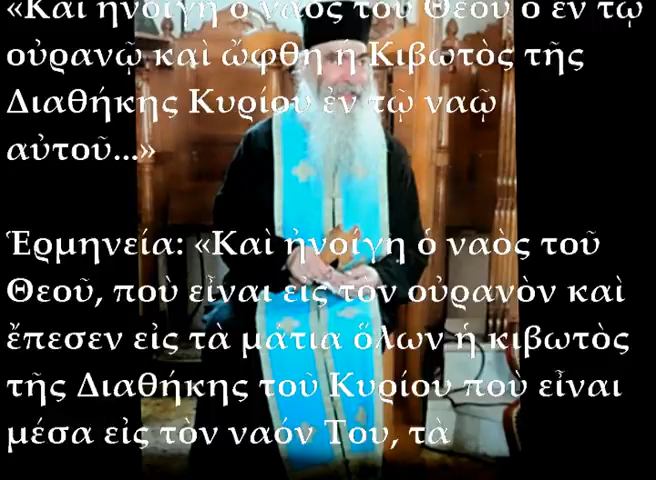 «Καὶ ἠνοίγη ὁ ναὸς τοῦ Θεοῦ ὁ ἐν τῷ
οὐρανῷ καὶ ὤφθη ἡ Κιβωτὸς τῆς
Διαθήκης Κυρίου ἐν τῷ ναῷ
αὐτοῦ...»
Ἑρμηνεία: «Καὶ ἠνοίγη ὁ ναὸς τοῦ
Θεοῦ, ποὺ εἶναι εἰς τὸν οὐρανὸν καὶ
ἔπεσεν εἰς τὰ μάτια ὅλων ἡ κιβωτὸς
τῆς Διαθήκης τοῦ Κυρίου ποὺ εἶναι
μέσα εἰς τὸν ναόν Του, τὰ